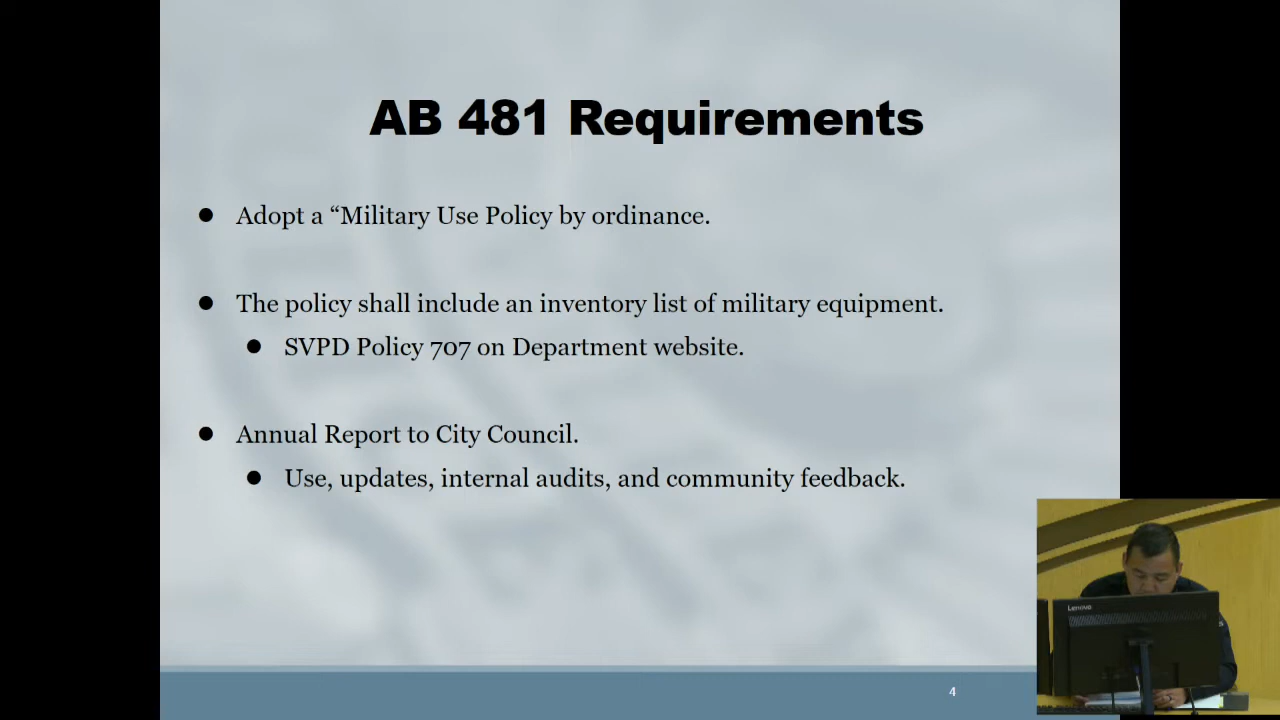 AB 481 Requirements
Adopt a “Military Use Policy by ordinance.
The policy shall include an inventory list of military equipment.
SVPD Policy 707 on Department website.
Annual Report to City Council.
Use, updates, internal audits, and community feedback.
4
Lenovo